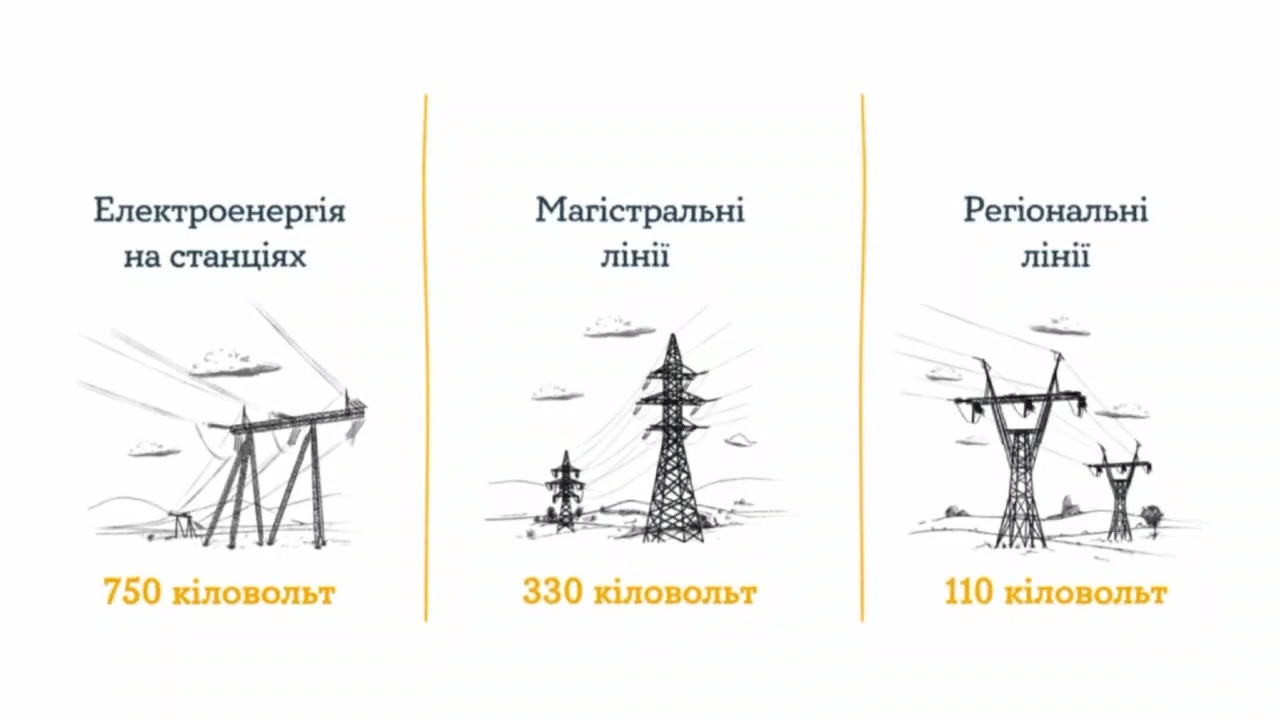 Електроенергія
на станціях
750 кіловольт
Магістральні
лінії
330 кіловольт
Регіональні
лінії
110 кіловольт